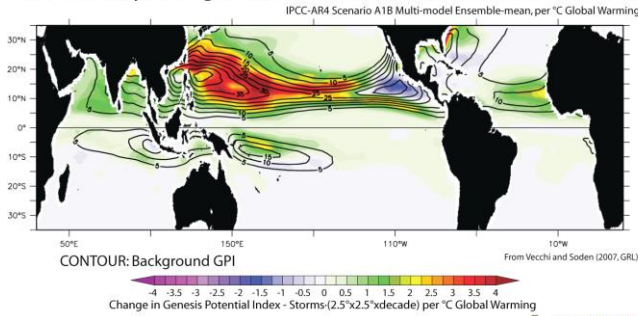 IPCC-AR4 Scenario A1B Multi-model Ensemble-mean, per °C Global Warming
30°N
20°N
10°N
0°
10°S
20°S
30°S
50°E 150°E 110°W 10°W
CONTOUR: Background GPI
From Vecchi and Soden (2007, GRL)
-4 -3.5 -3 -2.5 -2 -1.5 -1 -0.5 0 0.5 1 1.5 2 2.5 3 3.5 4
Change in Genesis Potential Index - Storms·(2.5°x2.5°xdecade) per °C Global Warming